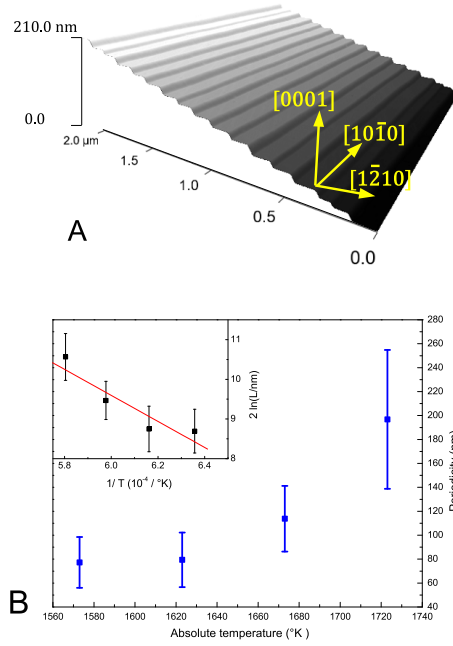 210.0 nm
0.0
2.0 µm
1.5
1.0
0.5
0.0
[0001]
[101̄0]
[12̄10]
A
280
260
240
220
200
180
160
140
120
100
80
60
40
Periodicity (nm)
11
10
9
8
2 ln(L/nm)
5.8 6.0 6.2 6.4
1/ T (10⁻⁴ / °K)
B
1560 1580 1600 1620 1640 1660 1680 1700 1720 1740
Absolute temperature (°K )